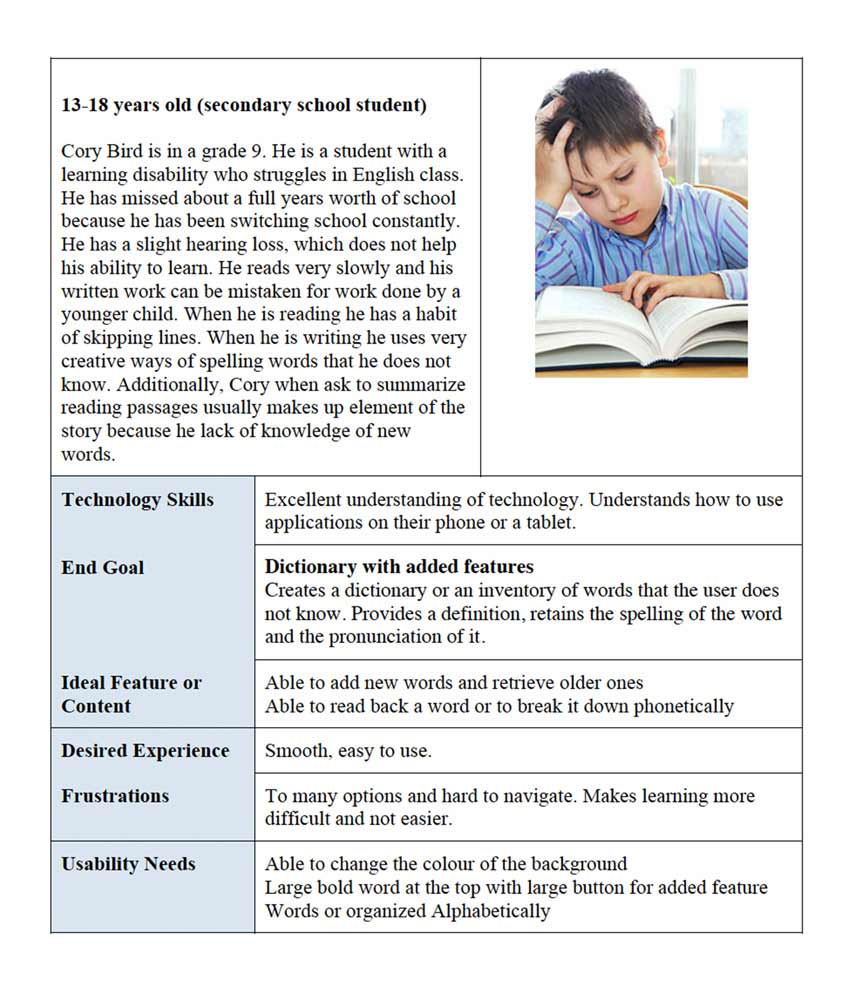 13-18 years old (secondary school student)
Cory Bird is in a grade 9. He is a student with a
learning disability who struggles in English class.
He has missed about a full years worth of school
because he has been switching school constantly.
He has a slight hearing loss, which does not help
his ability to learn. He reads very slowly and his
written work can be mistaken for work done by a
younger child. When he is reading he has a habit
of skipping lines. When he is writing he uses very
creative ways of spelling words that he does not
know. Additionally, Cory when ask to summarize
reading passages usually makes up element of the
story because he lack of knowledge of new
words.
Technology Skills
Excellent understanding of technology. Understands how to use
applications on their phone or a tablet.
End Goal
Dictionary with added features
Creates a dictionary or an inventory of words that the user does
not know. Provides a definition, retains the spelling of the word
and the pronunciation of it.
Ideal Feature or
Content
Able to add new words and retrieve older ones
Able to read back a word or to break it down phonetically
Desired Experience
Smooth, easy to use.
Frustrations
To many options and hard to navigate. Makes learning more
difficult and not easier.
Usability Needs
Able to change the colour of the background
Large bold word at the top with large button for added feature
Words or organized Alphabetically